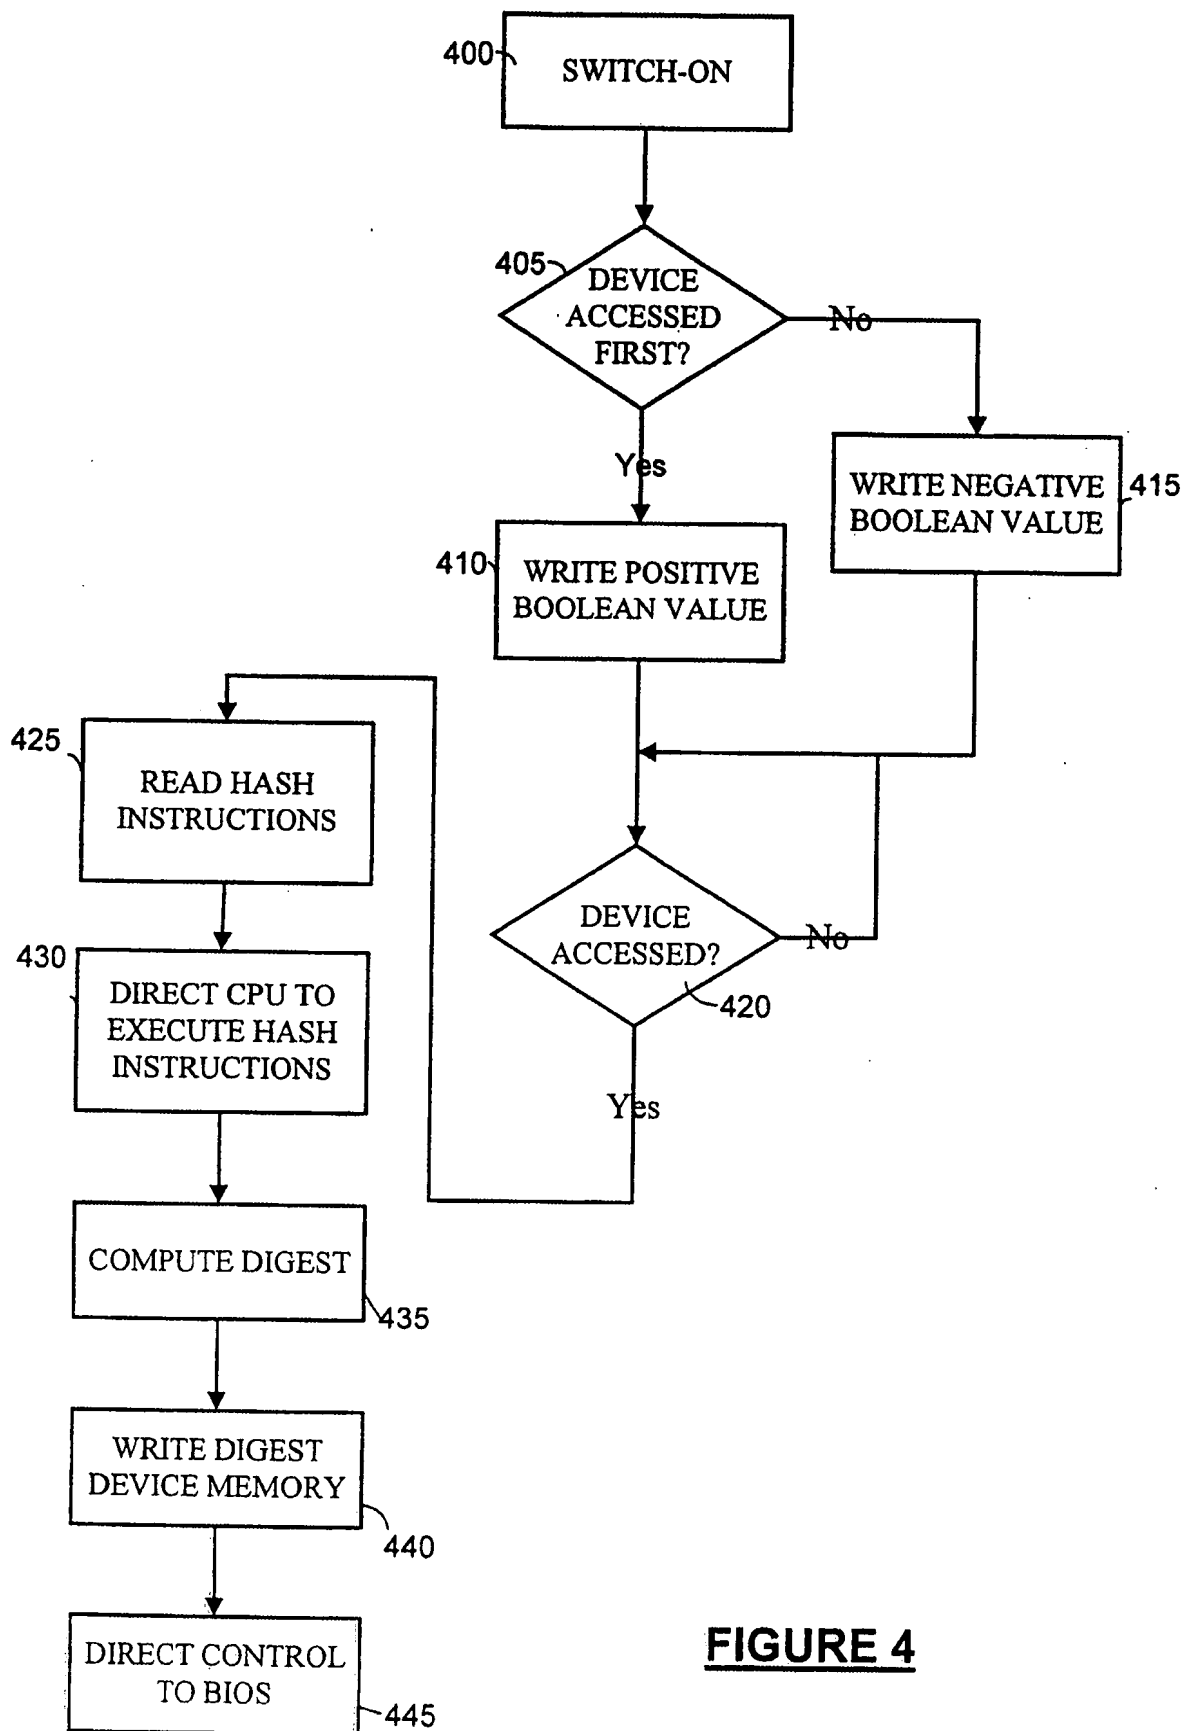 400
SWITCH-ON
405
DEVICE
ACCESSED
FIRST?
No
Yes
WRITE NEGATIVE
BOOLEAN VALUE
415
410
WRITE POSITIVE
BOOLEAN VALUE
425
READ HASH
INSTRUCTIONS
DEVICE
ACCESSED?
No
420
Yes
430
DIRECT CPU TO
EXECUTE HASH
INSTRUCTIONS
COMPUTE DIGEST
435
WRITE DIGEST
DEVICE MEMORY
440
DIRECT CONTROL
TO BIOS
445
FIGURE 4